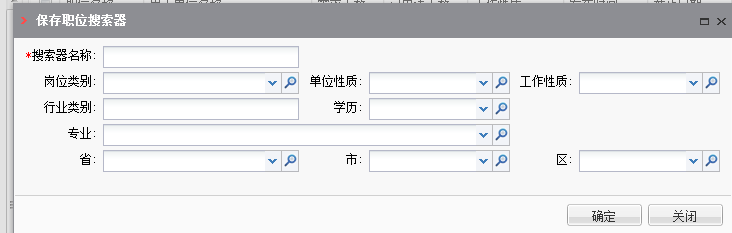 保存职位搜索器
*搜索器名称:
岗位类别: 单位性质: 工作性质:
行业类别: 学历:
专业:
省: 市: 区:
确定 关闭